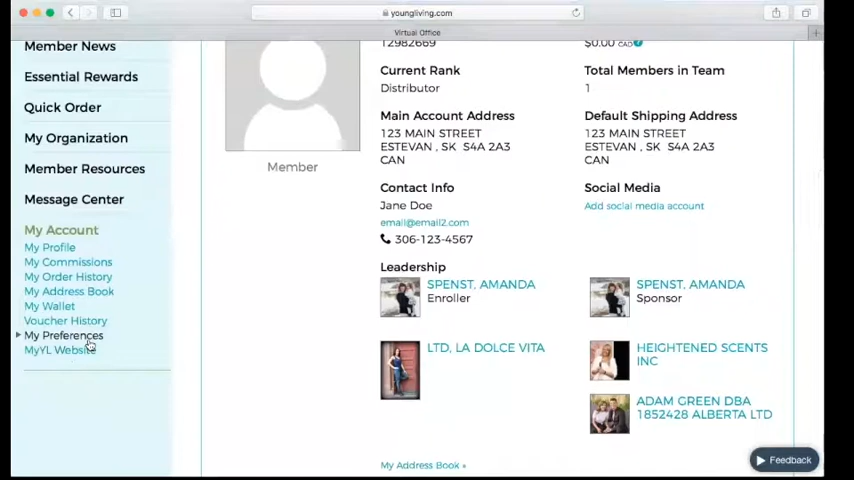 youngliving.com
Virtual Office
Member News
Essential Rewards
Quick Order
My Organization
Member Resources
Message Center
My Account
My Profile
My Commissions
My Order History
My Address Book
My Wallet
Voucher History
My Preferences
MyYL Website
Member
12982669
Current Rank
Distributor
Main Account Address
123 MAIN STREET
ESTEVAN , SK S4A 2A3
CAN
Contact Info
Jane Doe
email@email2.com
306-123-4567
$0.00 CAD
Total Members in Team
1
Default Shipping Address
123 MAIN STREET
ESTEVAN , SK S4A 2A3
CAN
Social Media
Add social media account
Leadership
SPENST, AMANDA
Enroller
SPENST, AMANDA
Sponsor
LTD, LA DOLCE VITA
HEIGHTENED SCENTS
INC
ADAM GREEN DBA
1852428 ALBERTA LTD
My Address Book »
Feedback